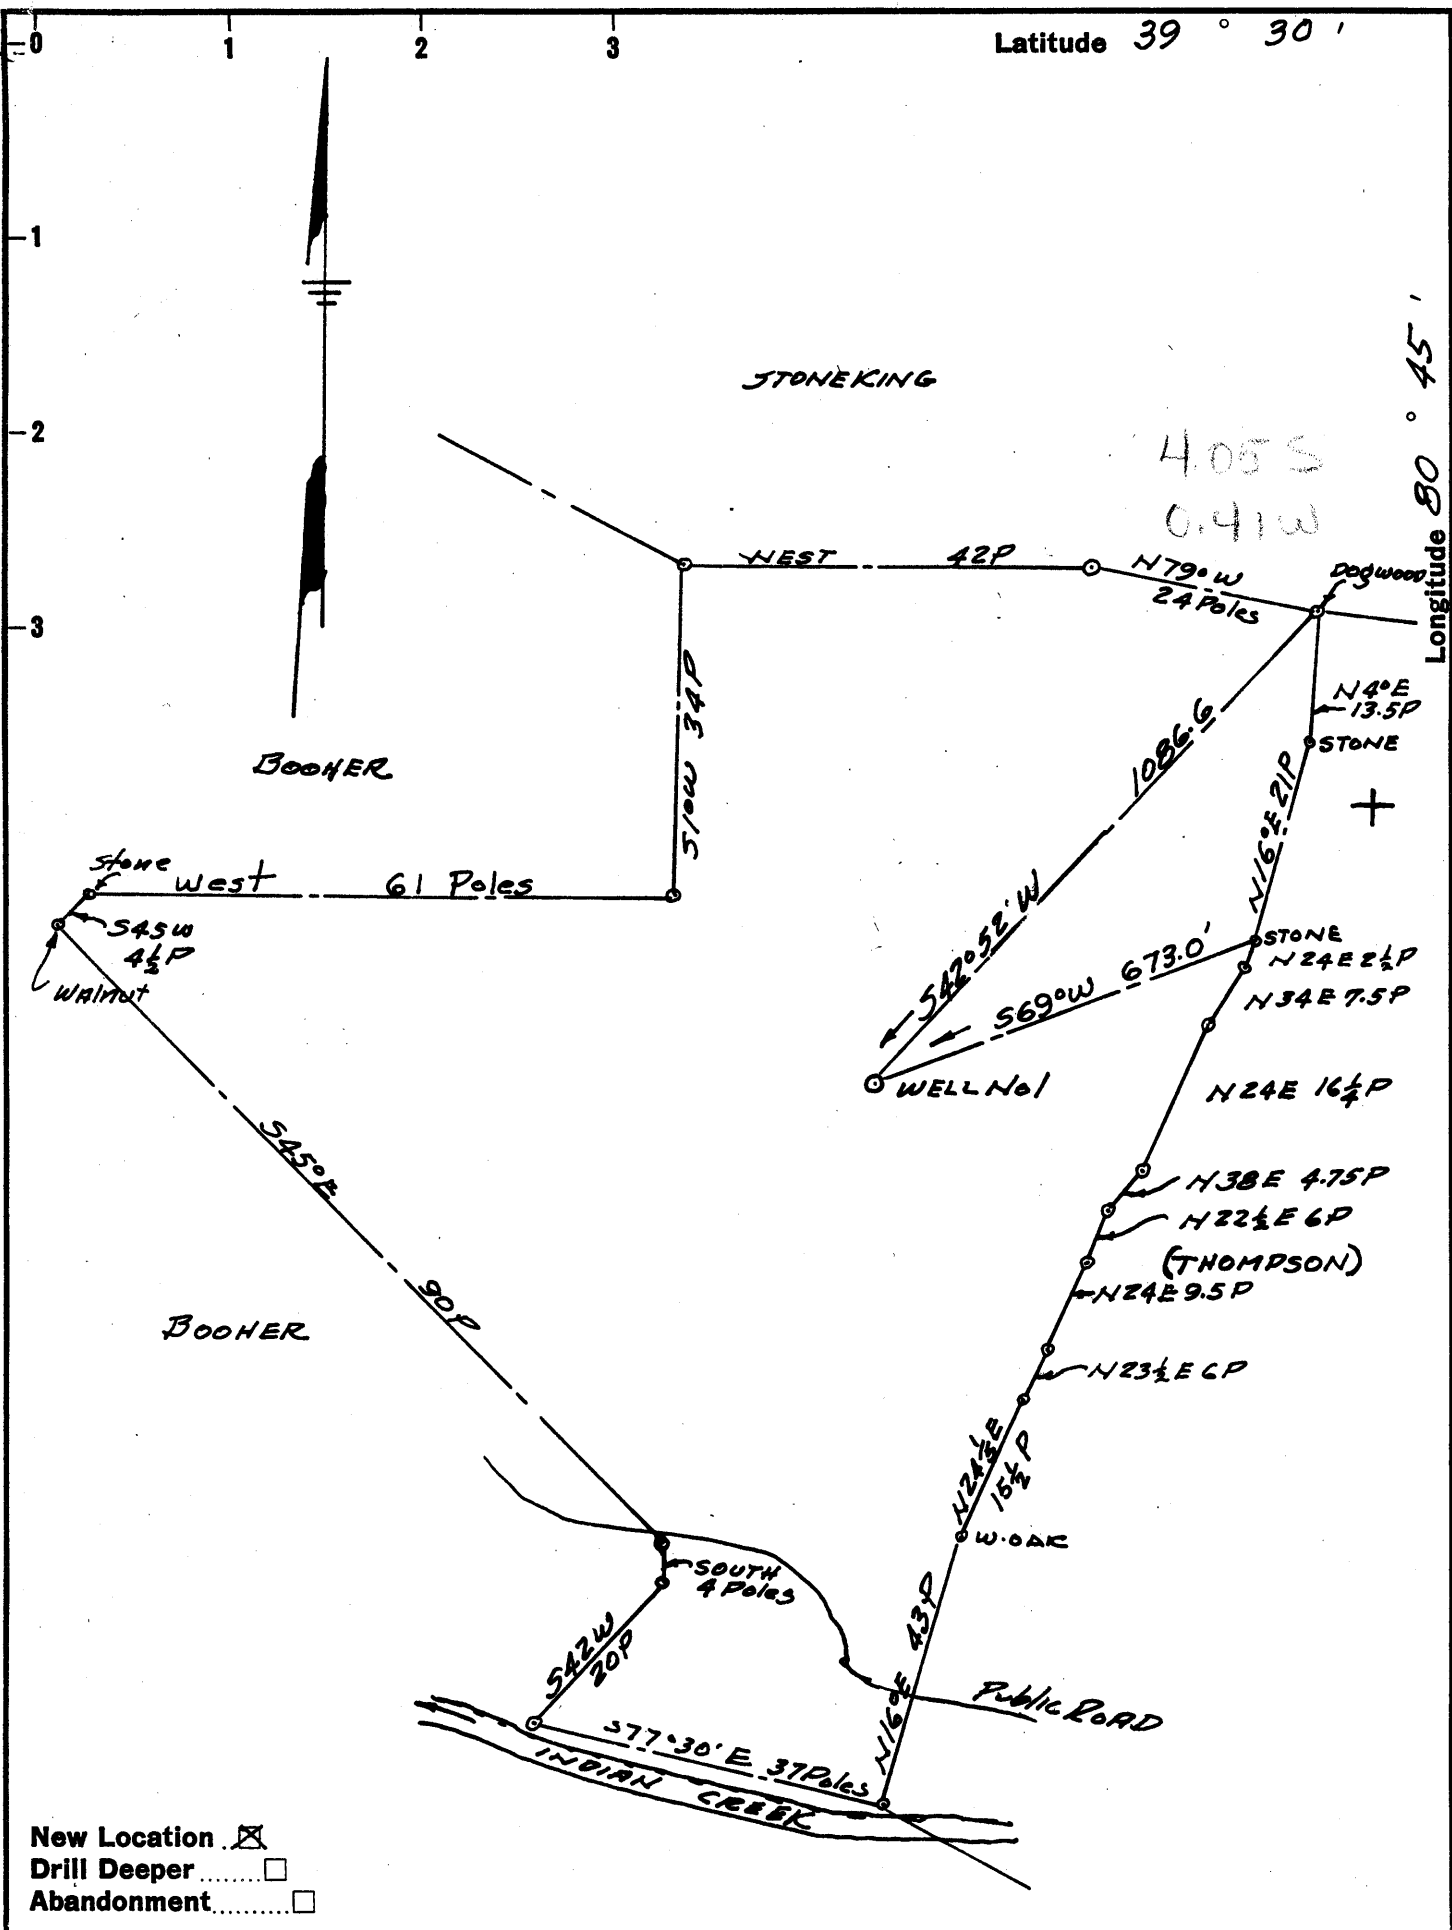 0
1
2
3
Latitude 39 ° 30 '
1
2
3
Longitude 80 ° 45 '
STONEKING
4.05 S
0.41 W
WEST 42P
N79°W
24 Poles
Dogwood
N4°E
13.5P
STONE
S1°W 34P
1086.6
N16°E 21P
BOOHER
Stone
West 61 Poles
S45W
4½P
Walnut
S42°52'W
S69°W 673.0'
STONE
N24E 2½P
N34E 7.5P
WELL No1
N24E 16¼P
S45°E
90P
N38E 4.75P
N22½E 6P
(THOMPSON)
N24E 9.5P
BOOHER
N23½E 6P
N24½E
15½P
W.OAK
SOUTH
4 Poles
S42W
20P
N16°E 43P
Public ROAD
S77°30'E 37Poles
INDIAN CREEK
New Location ☒
Drill Deeper ........ ☐
Abandonment .......... ☐